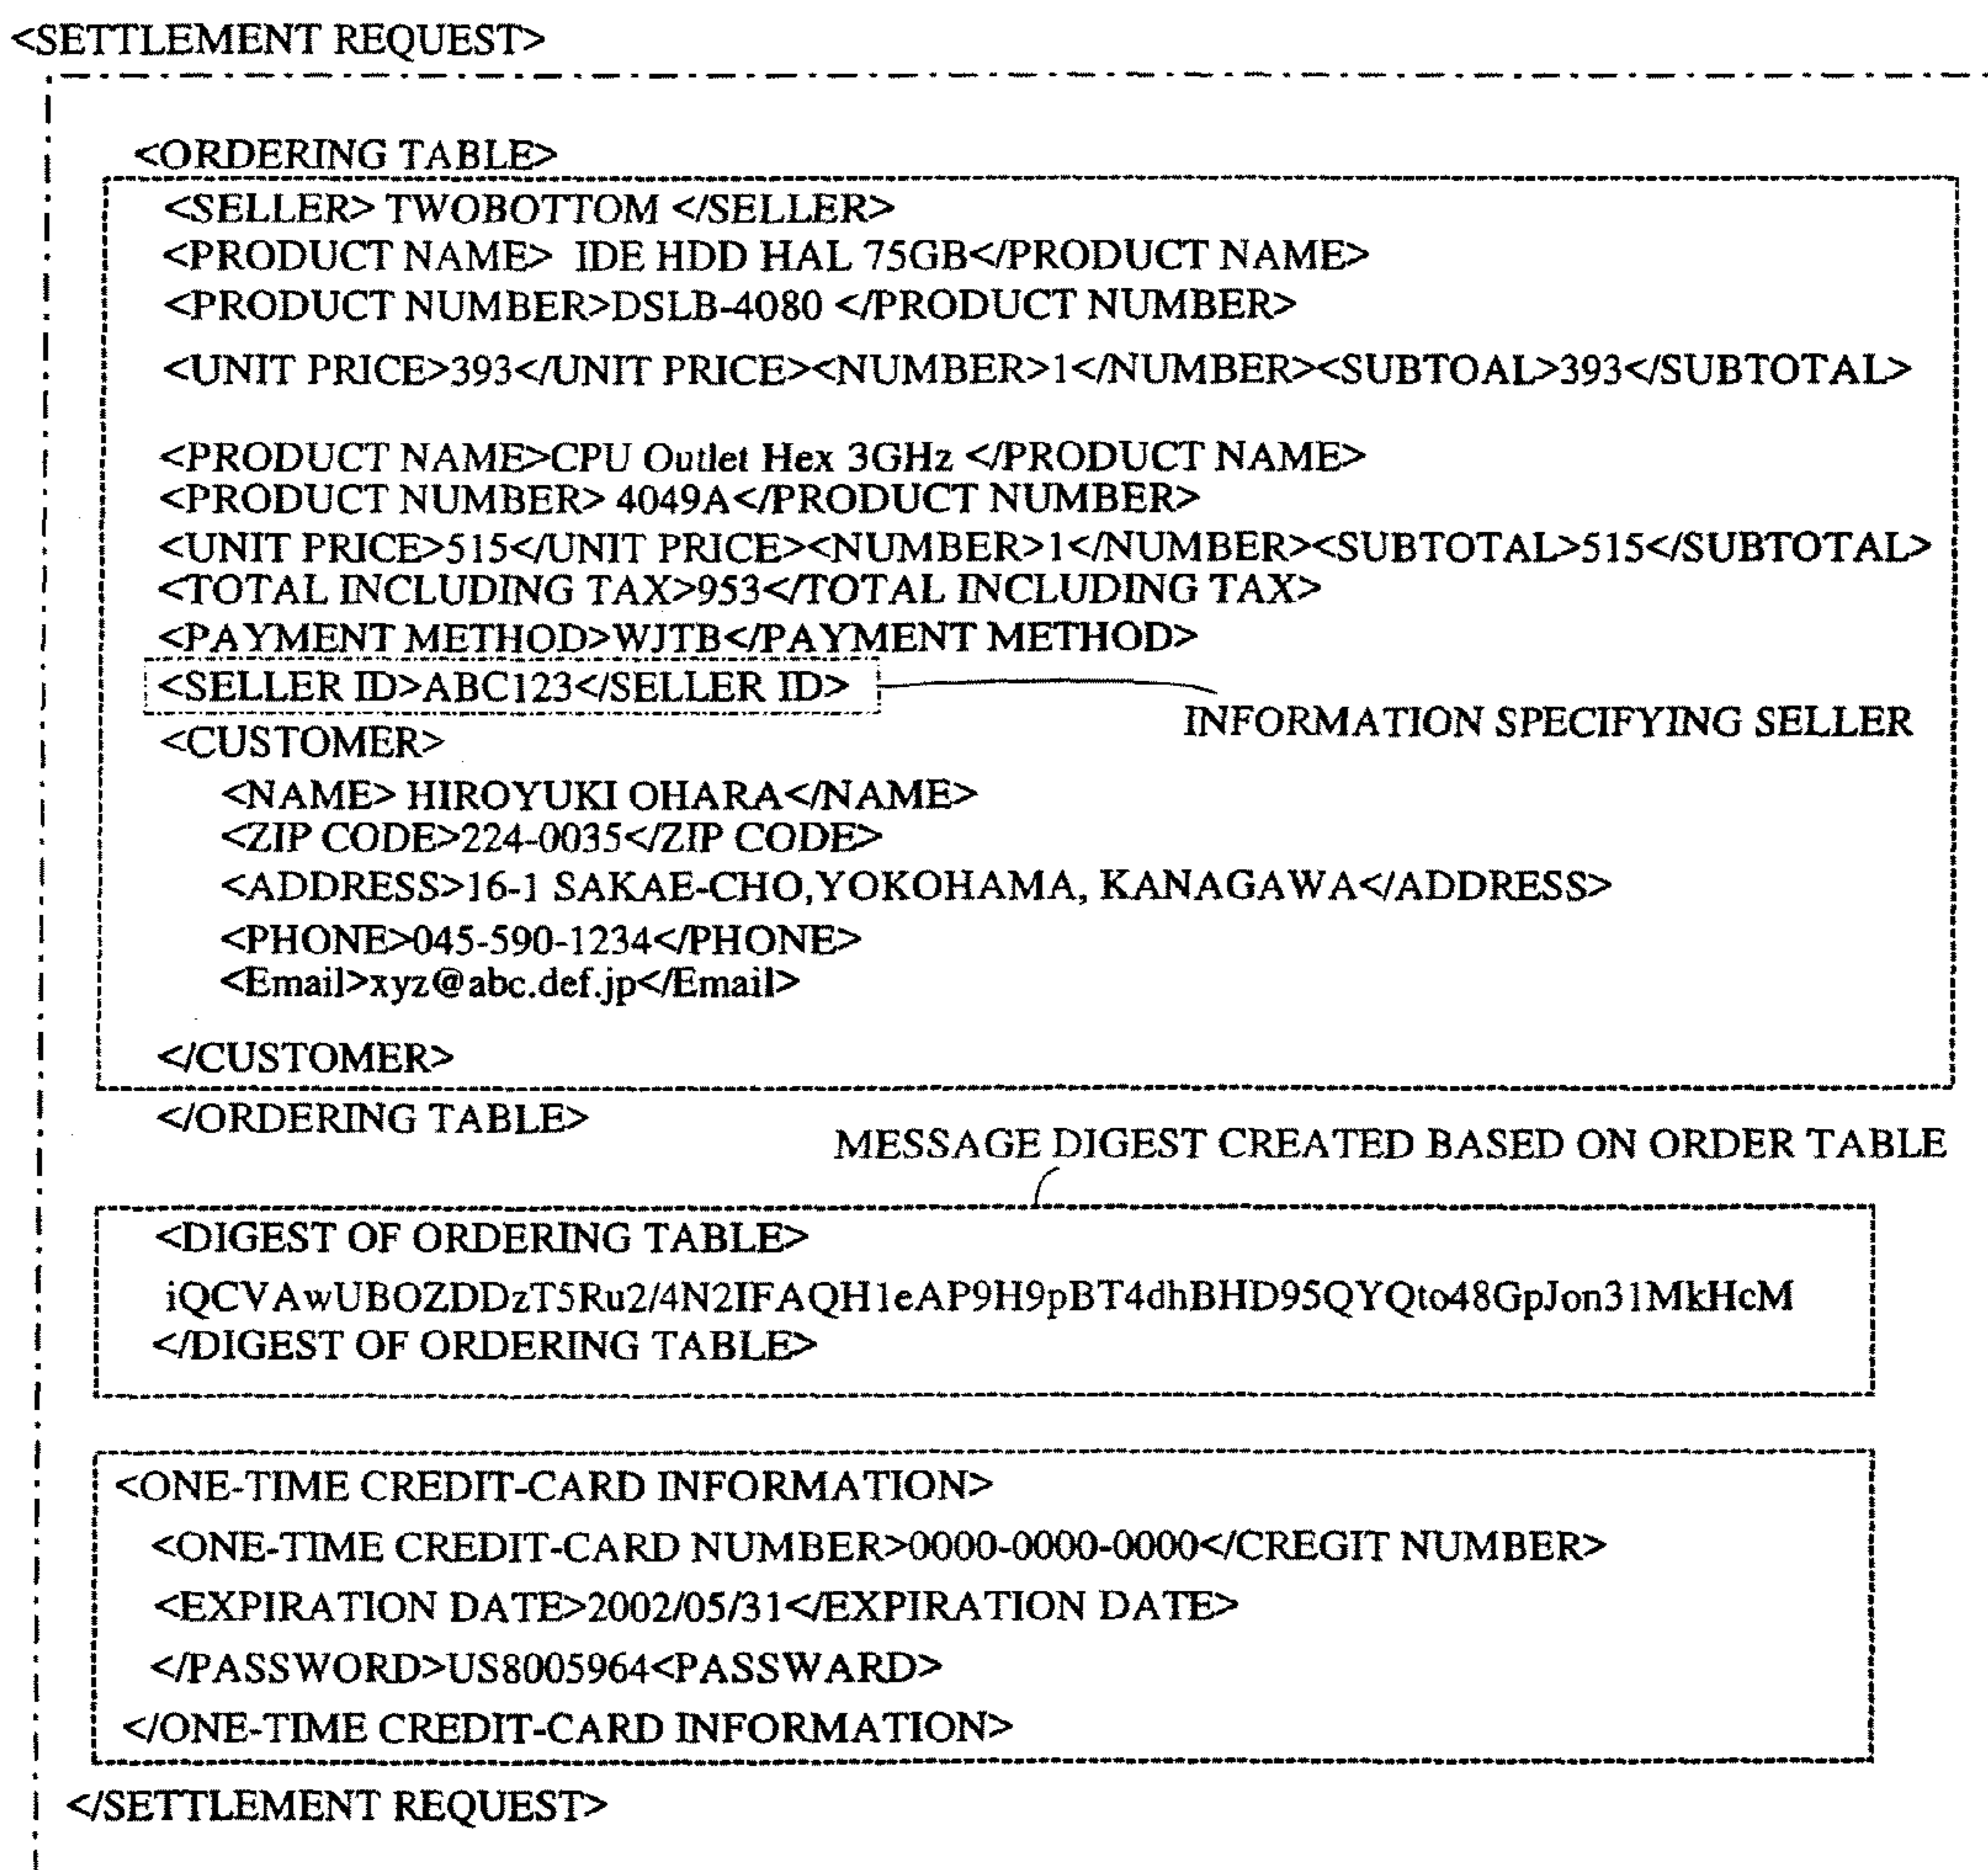 <SETTLEMENT REQUEST>
<ORDERING TABLE>
<SELLER> TWOBOTTOM </SELLER>
<PRODUCT NAME> IDE HDD HAL 75GB</PRODUCT NAME>
<PRODUCT NUMBER>DSLB-4080 </PRODUCT NUMBER>
<UNIT PRICE>393</UNIT PRICE><NUMBER>1</NUMBER><SUBTOAL>393</SUBTOTAL>
<PRODUCT NAME>CPU Outlet Hex 3GHz </PRODUCT NAME>
<PRODUCT NUMBER> 4049A</PRODUCT NUMBER>
<UNIT PRICE>515</UNIT PRICE><NUMBER>1</NUMBER><SUBTOTAL>515</SUBTOTAL>
<TOTAL INCLUDING TAX>953</TOTAL INCLUDING TAX>
<PAYMENT METHOD>WJTB</PAYMENT METHOD>
<SELLER ID>ABC123</SELLER ID>
INFORMATION SPECIFYING SELLER
<CUSTOMER>
<NAME> HIROYUKI OHARA</NAME>
<ZIP CODE>224-0035</ZIP CODE>
<ADDRESS>16-1 SAKAE-CHO,YOKOHAMA, KANAGAWA</ADDRESS>
<PHONE>045-590-1234</PHONE>
<Email>xyz@abc.def.jp</Email>
</CUSTOMER>
</ORDERING TABLE>
MESSAGE DIGEST CREATED BASED ON ORDER TABLE
<DIGEST OF ORDERING TABLE>
iQCVAwUBOZDDzT5Ru2/4N2IFAQH1eAP9H9pBT4dhBHD95QYQto48GpJon31MkHcM
</DIGEST OF ORDERING TABLE>
<ONE-TIME CREDIT-CARD INFORMATION>
<ONE-TIME CREDIT-CARD NUMBER>0000-0000-0000</CREGIT NUMBER>
<EXPIRATION DATE>2002/05/31</EXPIRATION DATE>
</PASSWORD>US8005964<PASSWARD>
</ONE-TIME CREDIT-CARD INFORMATION>
</SETTLEMENT REQUEST>